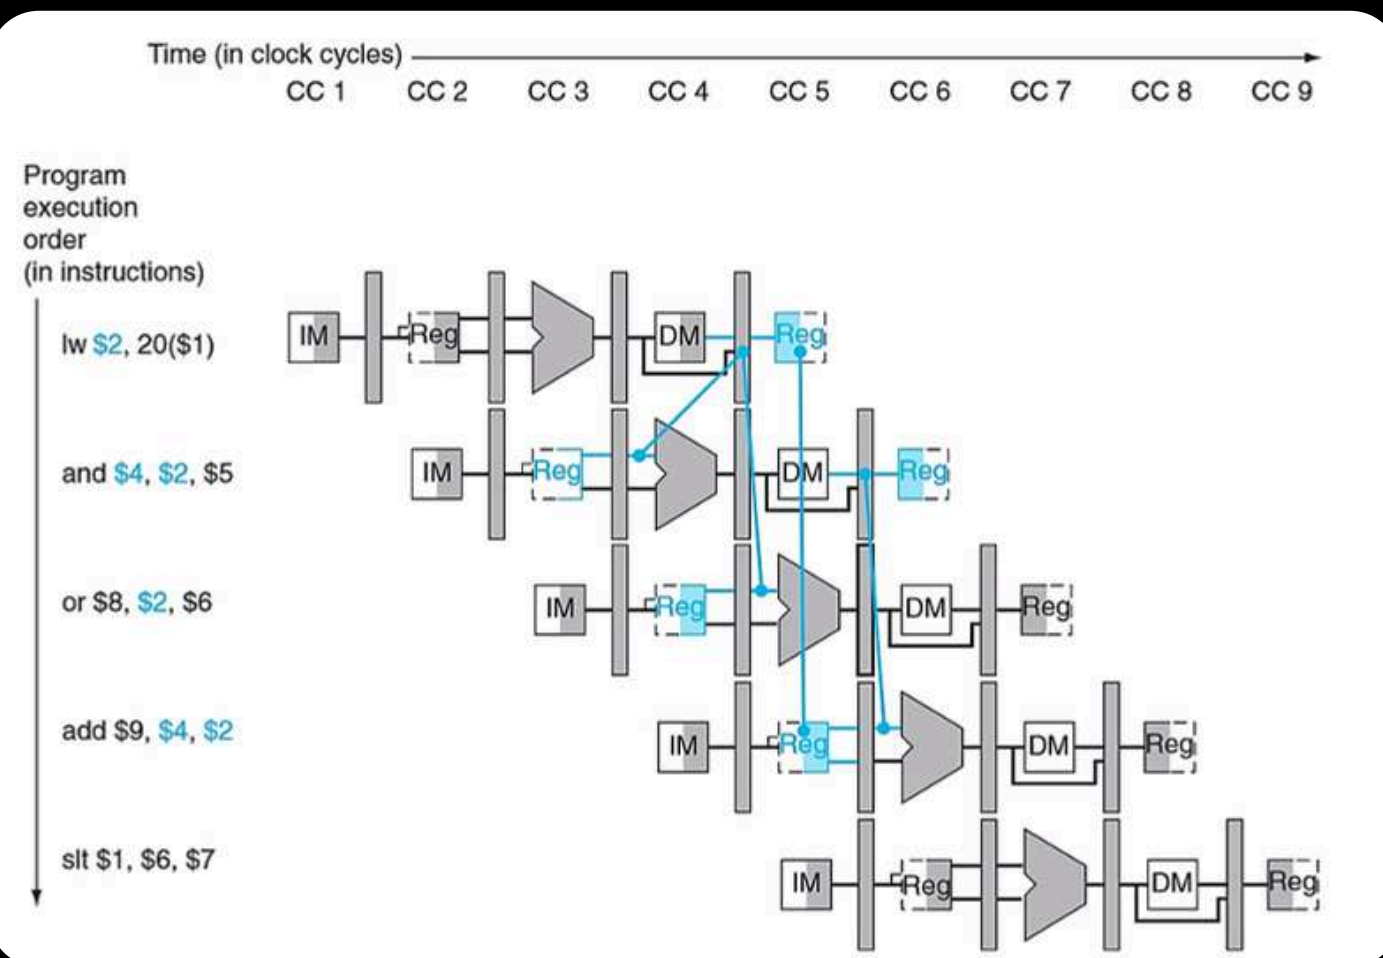 Time (in clock cycles)
CC 1 CC 2 CC 3 CC 4 CC 5 CC 6 CC 7 CC 8 CC 9
Program
execution
order
(in instructions)
lw $2, 20($1)
IM Reg DM Reg
and $4, $2, $5
IM Reg DM Reg
or $8, $2, $6
IM Reg DM Reg
add $9, $4, $2
IM Reg DM Reg
slt $1, $6, $7
IM Reg DM Reg